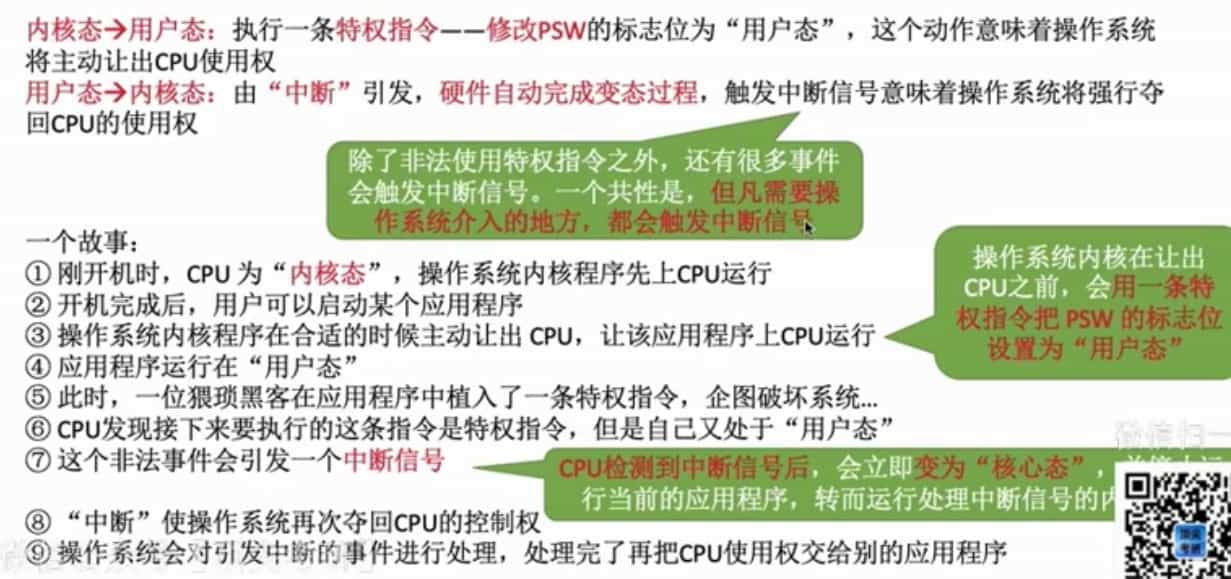 内核态→用户态：执行一条特权指令——修改PSW的标志位为“用户态”，这个动作意味着操作系统
将主动让出CPU使用权
用户态→内核态：由“中断”引发，硬件自动完成变态过程，触发中断信号意味着操作系统将强行夺
回CPU的使用权
除了非法使用特权指令之外，还有很多事件
会触发中断信号。一个共性是，但凡需要操
作系统介入的地方，都会触发中断信号
一个故事：
① 刚开机时，CPU 为“内核态”，操作系统内核程序先上CPU运行
② 开机完成后，用户可以启动某个应用程序
③ 操作系统内核程序在合适的时候主动让出 CPU，让该应用程序上CPU运行
操作系统内核在让出
CPU之前，会用一条特
权指令把 PSW 的标志位
设置为“用户态”
④ 应用程序运行在“用户态”
⑤ 此时，一位猥琐黑客在应用程序中植入了一条特权指令，企图破坏系统...
⑥ CPU发现接下来要执行的这条指令是特权指令，但是自己又处于“用户态”
⑦ 这个非法事件会引发一个中断信号
CPU检测到中断信号后，会立即变为“核心态”，
行当前的应用程序，转而运行处理中断信号的内
⑧ “中断”使操作系统再次夺回CPU的控制权
⑨ 操作系统会对引发中断的事件进行处理，处理完了再把CPU使用权交给别的应用程序
微信扫一